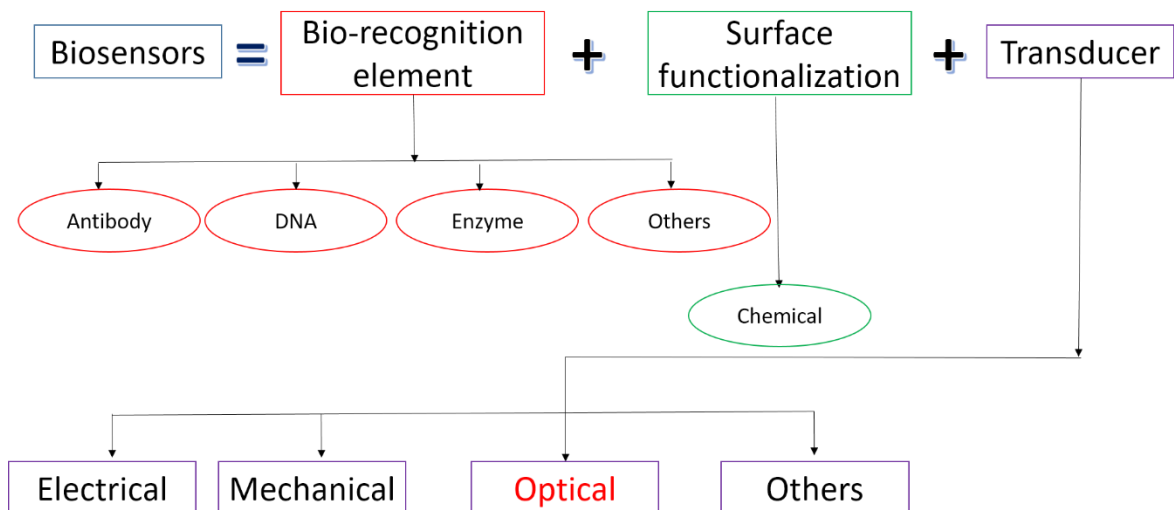 Biosensors = Bio-recognition element + Surface functionalization + Transducer
Antibody DNA Enzyme Others
Chemical
Electrical Mechanical Optical Others